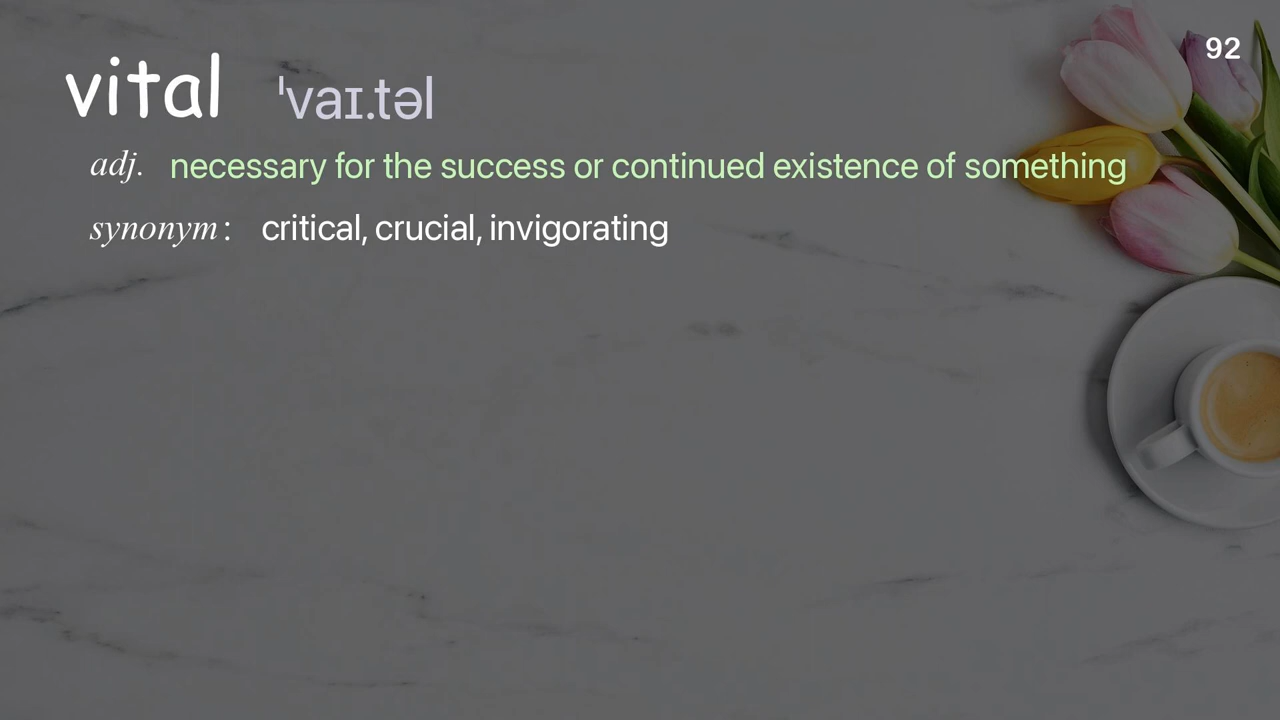 92
vital ˈvaɪ.təl
adj. necessary for the success or continued existence of something
synonym : critical, crucial, invigorating